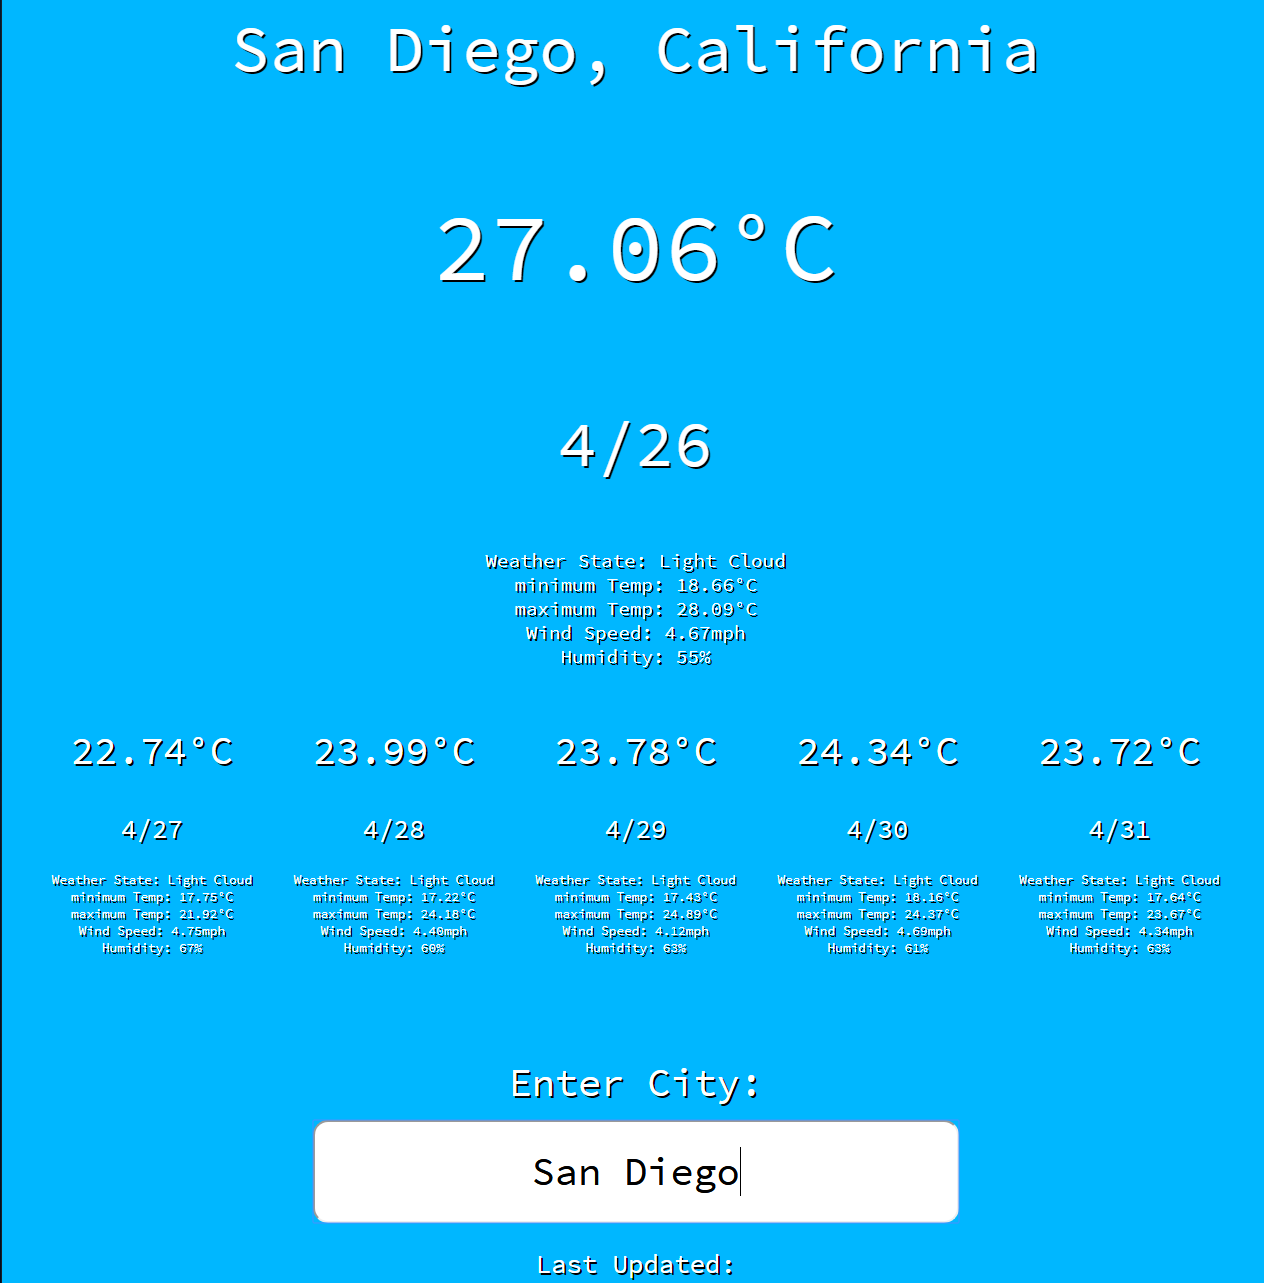 San Diego, California
27.06°C
4/26
Weather State: Light Cloud
minimum Temp: 18.66°C
maximum Temp: 28.09°C
Wind Speed: 4.67mph
Humidity: 55%
22.74°C
4/27
Weather State: Light Cloud
minimum Temp: 17.75°C
maximum Temp: 21.92°C
Wind Speed: 4.75mph
Humidity: 67%
23.99°C
4/28
Weather State: Light Cloud
minimum Temp: 17.22°C
maximum Temp: 24.18°C
Wind Speed: 4.40mph
Humidity: 60%
23.78°C
4/29
Weather State: Light Cloud
minimum Temp: 17.43°C
maximum Temp: 24.89°C
Wind Speed: 4.12mph
Humidity: 63%
24.34°C
4/30
Weather State: Light Cloud
minimum Temp: 18.16°C
maximum Temp: 24.37°C
Wind Speed: 4.69mph
Humidity: 61%
23.72°C
4/31
Weather State: Light Cloud
minimum Temp: 17.64°C
maximum Temp: 23.67°C
Wind Speed: 4.34mph
Humidity: 63%
Enter City:
San Diego
Last Updated: